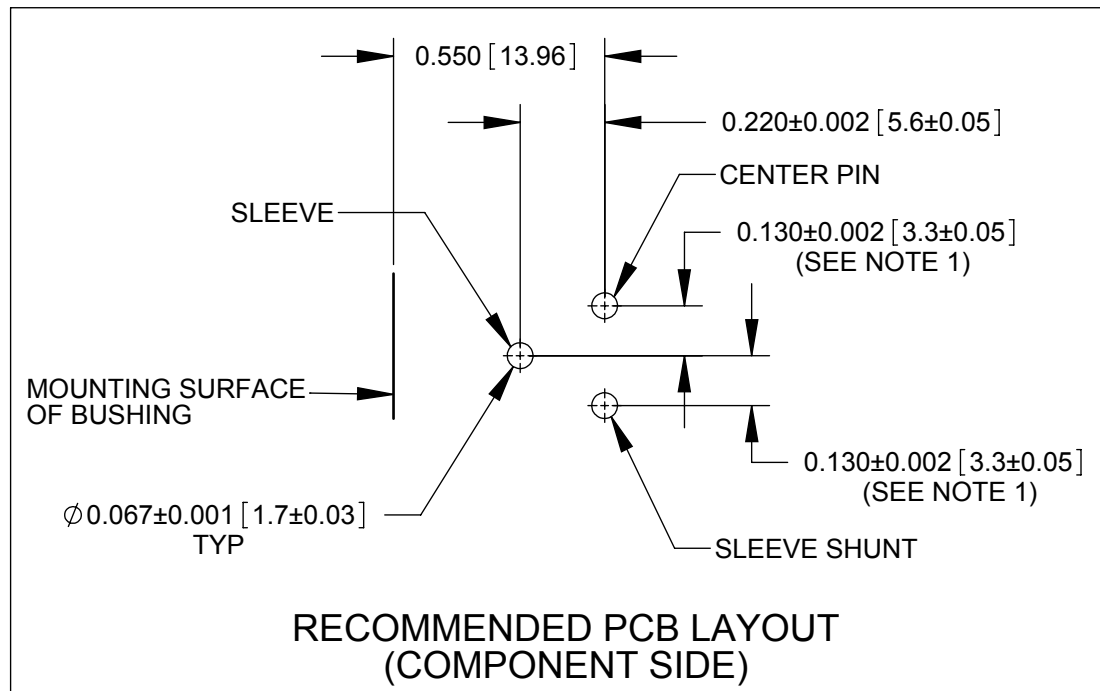 0.550 [13.96]
0.220±0.002 [5.6±0.05]
CENTER PIN
SLEEVE
0.130±0.002 [3.3±0.05]
(SEE NOTE 1)
MOUNTING SURFACE
OF BUSHING
0.130±0.002 [3.3±0.05]
(SEE NOTE 1)
⌀0.067±0.001 [1.7±0.03]
TYP
SLEEVE SHUNT
RECOMMENDED PCB LAYOUT
(COMPONENT SIDE)